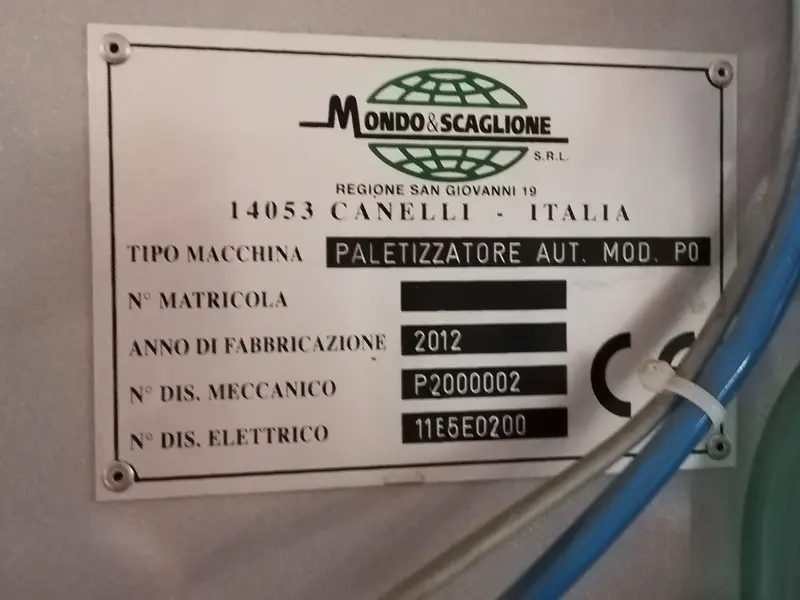 MONDO&SCAGLIONE
S.R.L.
REGIONE SAN GIOVANNI 19
14053 CANELLI - ITALIA
TIPO MACCHINA PALETIZZATORE AUT. MOD. P0
N° MATRICOLA
ANNO DI FABBRICAZIONE 2012
N° DIS. MECCANICO P2000002
N° DIS. ELETTRICO 11E5E0200
CE